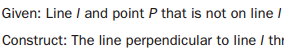 Given: Line l and point P that is not on line l
Construct: The line perpendicular to line l